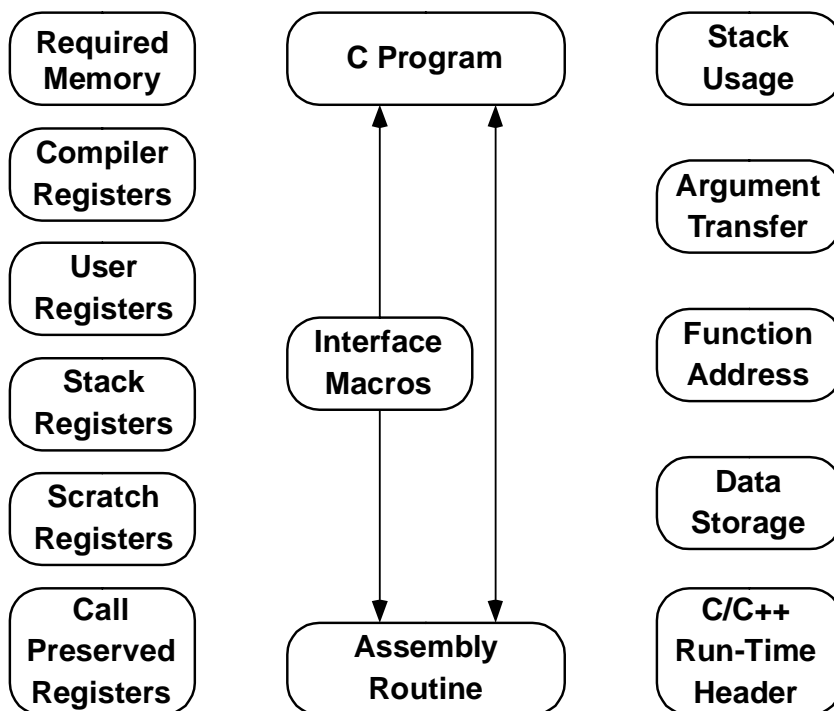 Required
Memory
Compiler
Registers
User
Registers
Stack
Registers
Scratch
Registers
Call
Preserved
Registers
C Program
Interface
Macros
Assembly
Routine
Stack
Usage
Argument
Transfer
Function
Address
Data
Storage
C/C++
Run-Time
Header